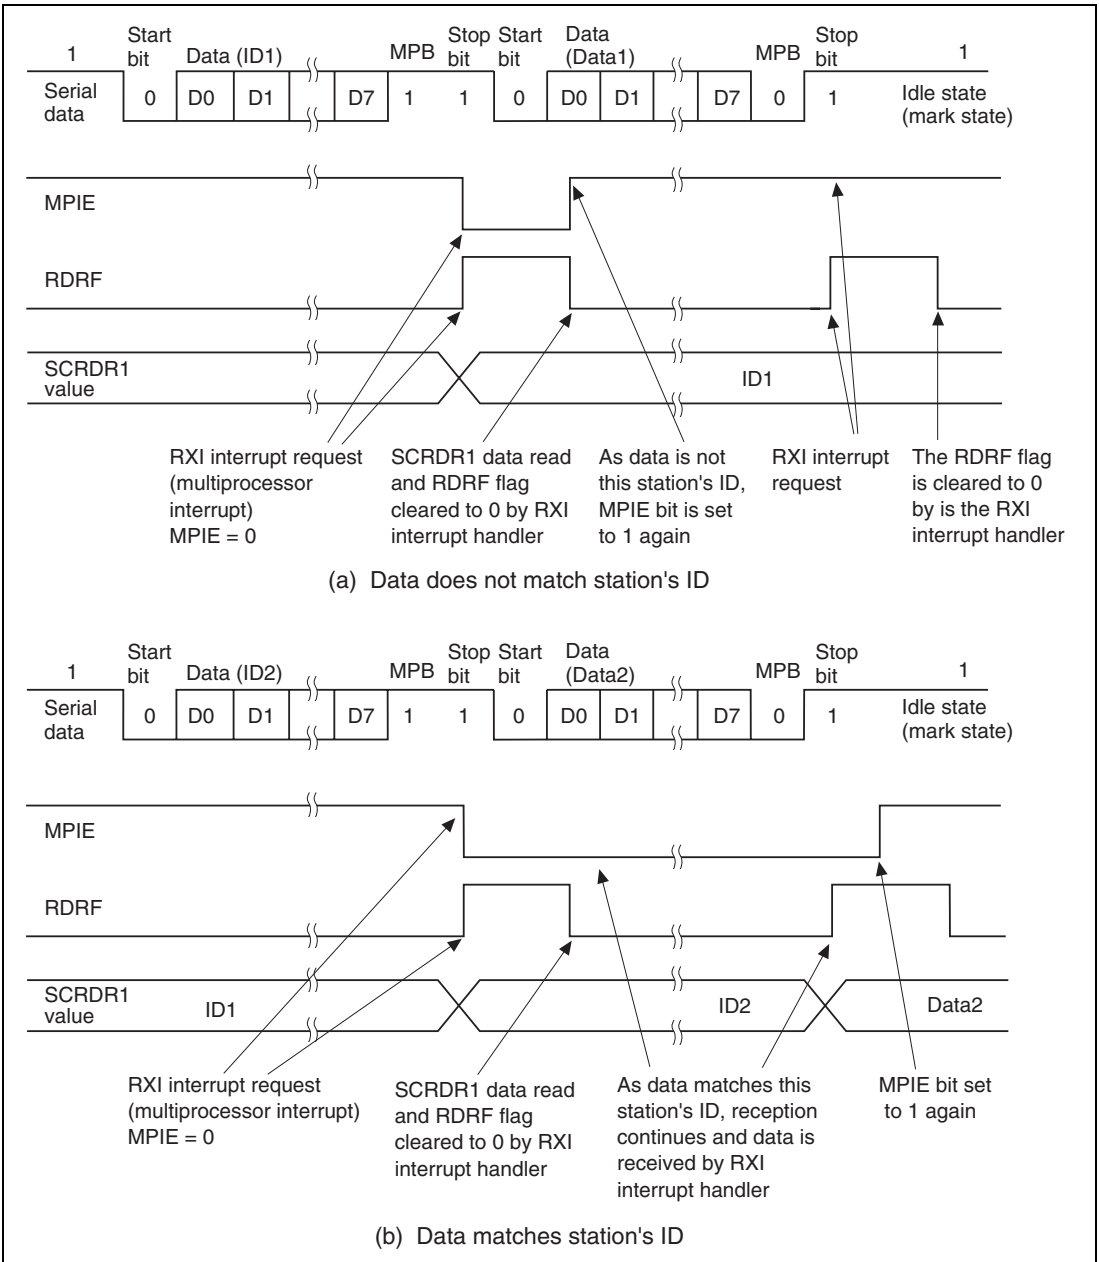 Start bit Data (ID1) MPB Stop bit Start bit Data (Data1) MPB Stop bit
1 1
Serial data 0 D0 D1 D7 1 1 0 D0 D1 D7 0 1 Idle state (mark state)
MPIE
RDRF
SCRDR1 value ID1
RXI interrupt request
(multiprocessor
interrupt)
MPIE = 0
SCRDR1 data read
and RDRF flag
cleared to 0 by RXI
interrupt handler
As data is not
this station's ID,
MPIE bit is set
to 1 again
RXI interrupt
request
The RDRF flag
is cleared to 0
by is the RXI
interrupt handler
(a) Data does not match station's ID
Start bit Data (ID2) MPB Stop bit Start bit Data (Data2) MPB Stop bit
1 1
Serial data 0 D0 D1 D7 1 1 0 D0 D1 D7 0 1 Idle state (mark state)
MPIE
RDRF
SCRDR1 value ID1 ID2 Data2
RXI interrupt request
(multiprocessor interrupt)
MPIE = 0
SCRDR1 data read
and RDRF flag
cleared to 0 by RXI
interrupt handler
As data matches this
station's ID, reception
continues and data is
received by RXI
interrupt handler
MPIE bit set
to 1 again
(b) Data matches station's ID